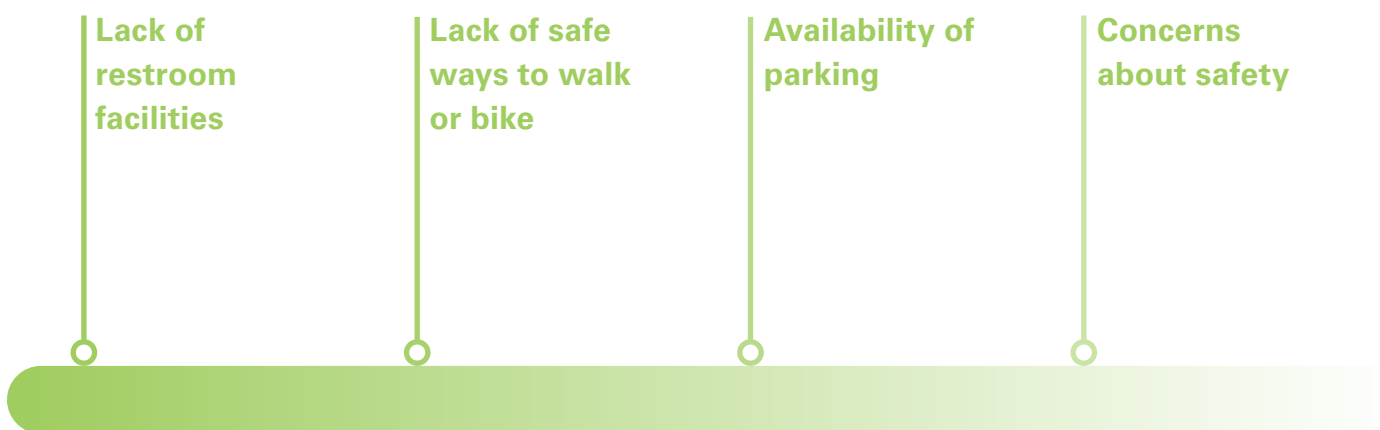 Lack of
restroom
facilities
Lack of safe
ways to walk
or bike
Availability of
parking
Concerns
about safety